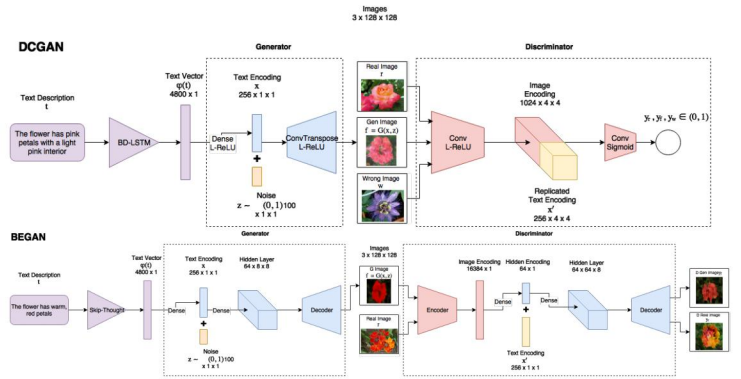 Images
3 x 128 x 128
DCGAN
Generator
Discriminator
Text Description
t
The flower has pink
petals with a light
pink interior
BD-LSTM
Text Vector
φ(t)
4800 x 1
Dense
L-ReLU
Text Encoding
x
256 x 1 x 1
+
Noise
z ~ (0, 1)100
x 1 x 1
ConvTranspose
L-ReLU
Real Image
r
Gen Image
f = G(x, z)
Wrong Image
w
Conv
L-ReLU
Image
Encoding
1024 x 4 x 4
Replicated
Text Encoding
x'
256 x 4 x 4
Conv
Sigmoid
yr, yf, yw ∈ (0, 1)
BEGAN
Generator
Discriminator
Text Description
t
The flower has warm,
red petals
Skip-Thought
Text Vector
φ(t)
4800 x 1
Dense
Text Encoding
x
256 x 1 x 1
+
Noise
z ~ (0, 1)100
x 1 x 1
Dense
Hidden Layer
64 x 8 x 8
Decoder
Images
3 x 128 x 128
G Image
f = G(x, z)
Real Image
r
Encoder
Image Encoding
16384 x 1
Dense
Hidden Encoding
64 x 1
+
Text Encoding
x'
256 x 1 x 1
Dense
Hidden Layer
64 x 64 x 8
Decoder
D Gen Image
D Real Image